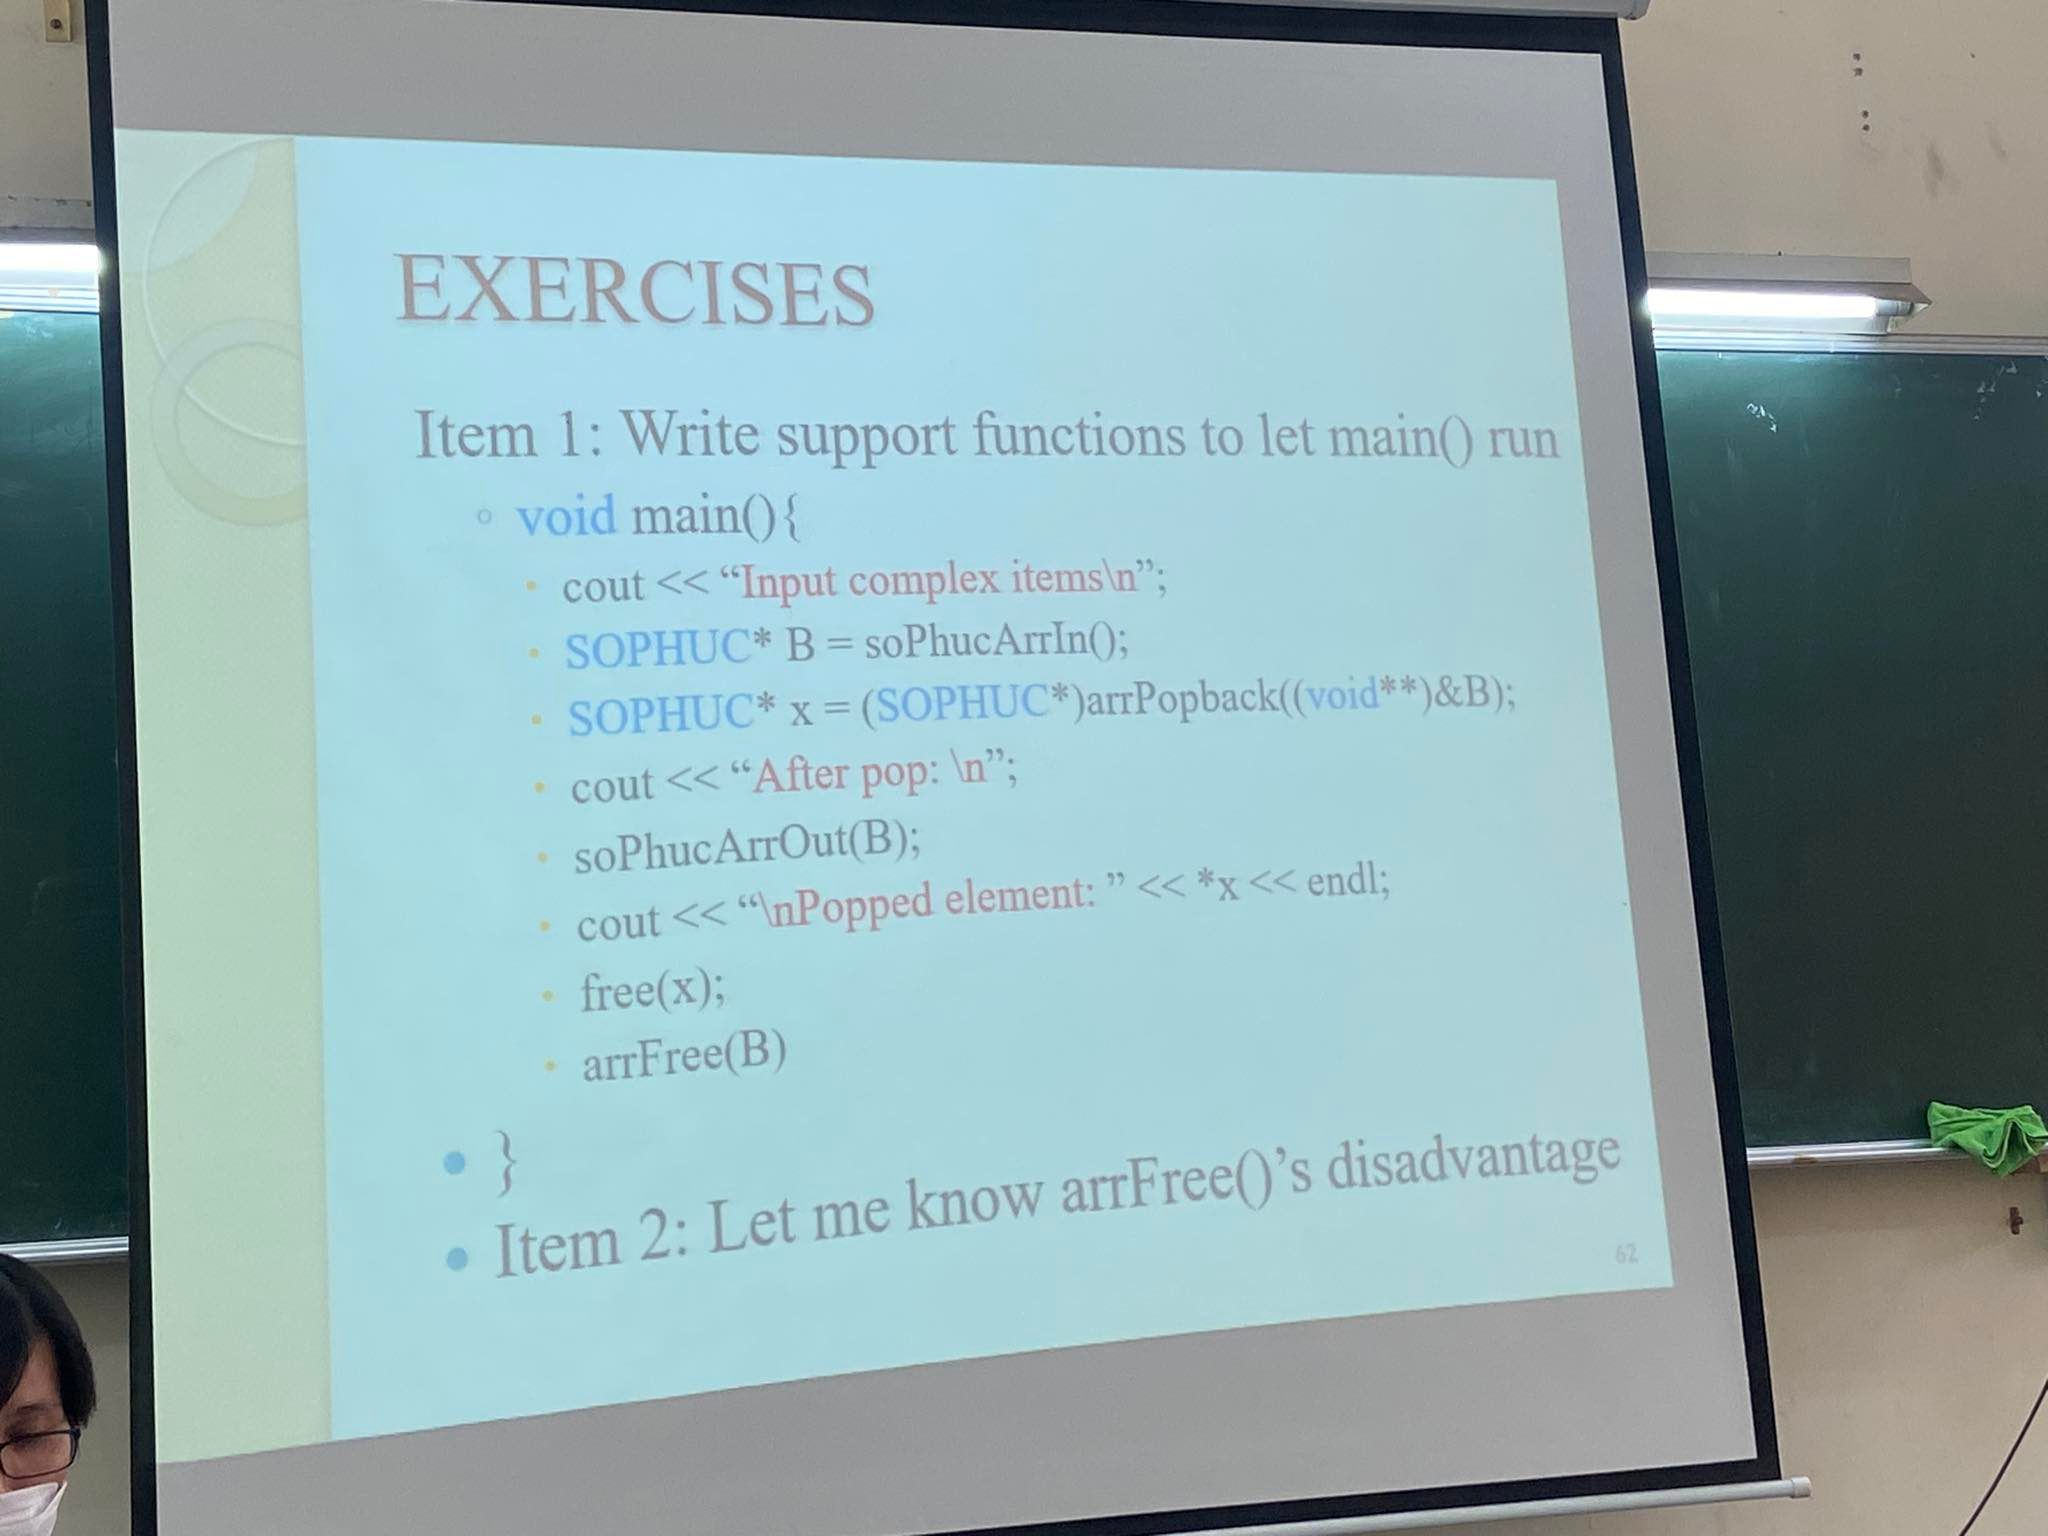 EXERCISES
Item 1: Write support functions to let main() run
void main(){
cout << “Input complex items\n”;
SOPHUC* B = soPhucArrIn();
SOPHUC* x = (SOPHUC*)arrPopback((void**)&B);
cout << “After pop: \n”;
soPhucArrOut(B);
cout << “\nPopped element: ” << *x << endl;
free(x);
arrFree(B)
}
Item 2: Let me know arrFree()’s disadvantage
62